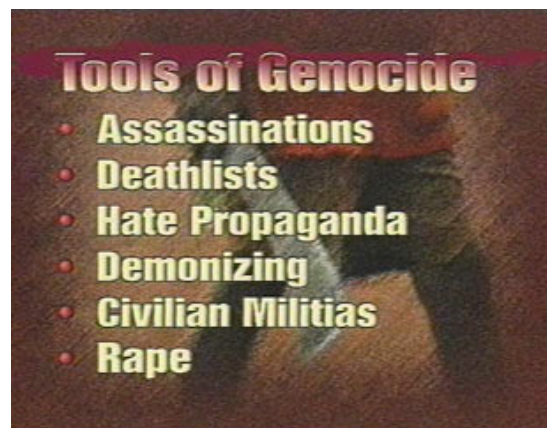 Tools of Genocide
• Assassinations
• Deathlists
• Hate Propaganda
• Demonizing
• Civilian Militias
• Rape